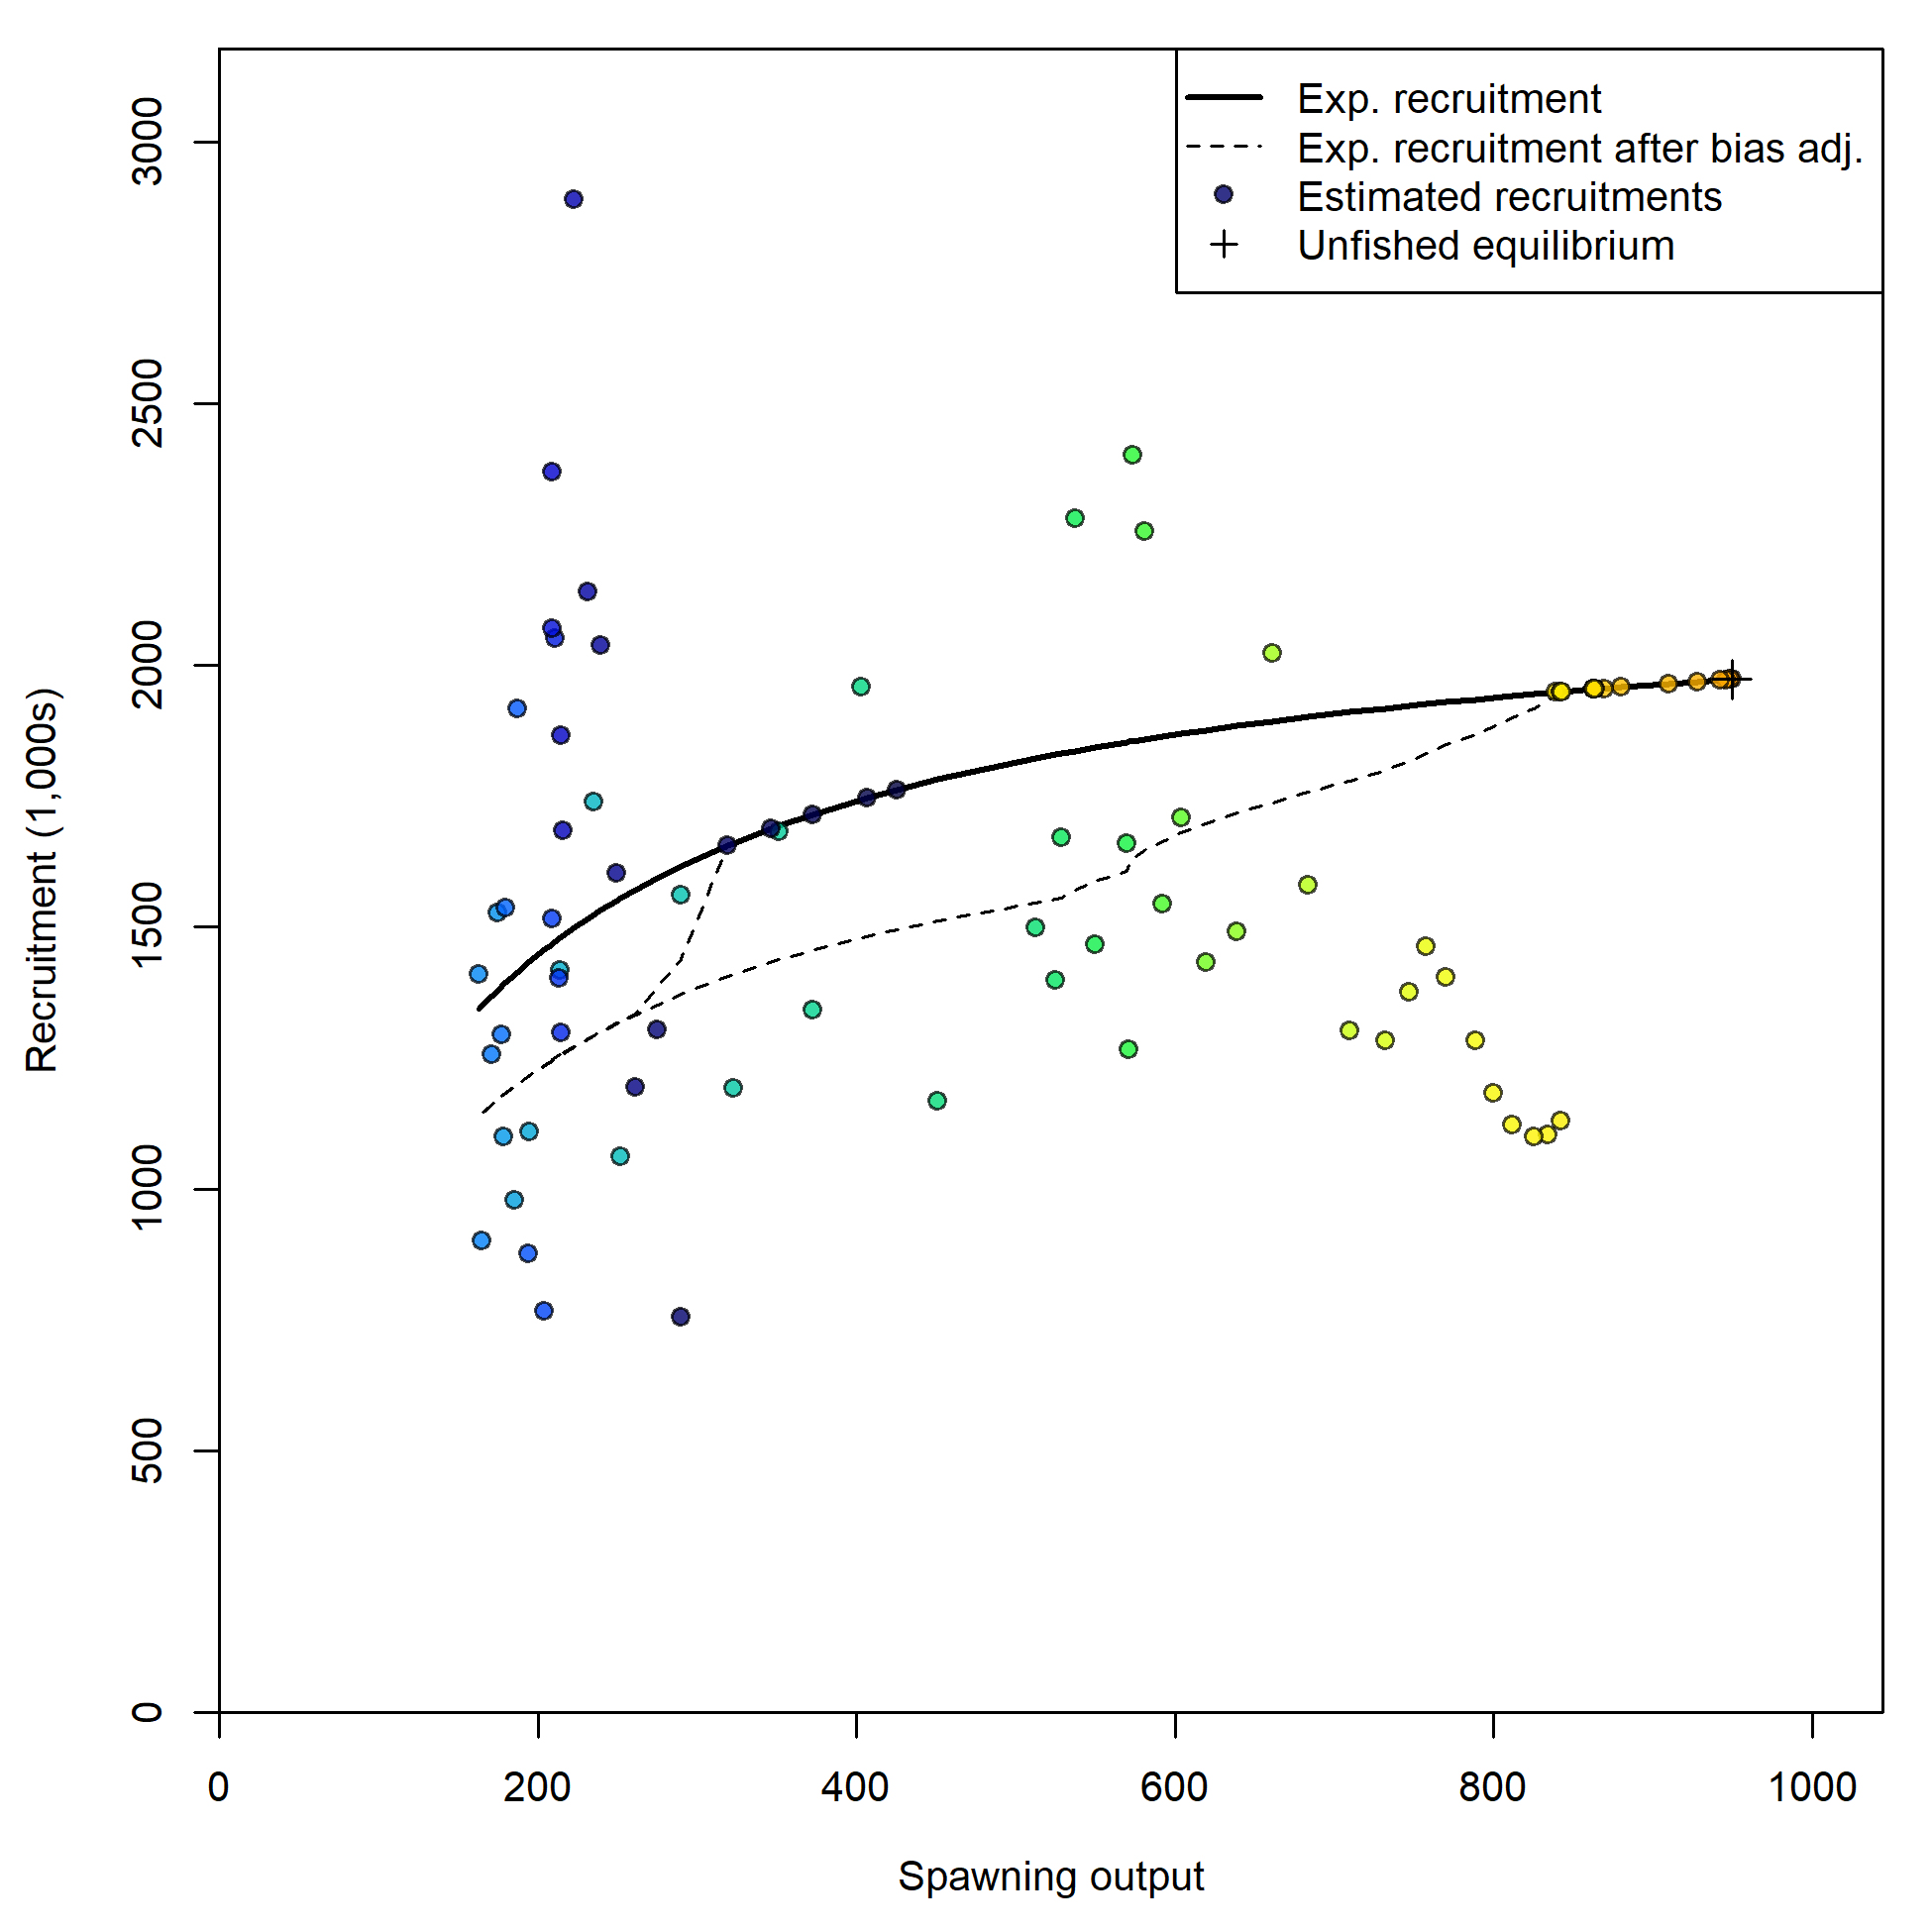 Exp. recruitment
Exp. recruitment after bias adj.
Estimated recruitments
Unfished equilibrium
3000
2500
2000
1500
1000
500
0
Recruitment (1,000s)
0 200 400 600 800 1000
Spawning output